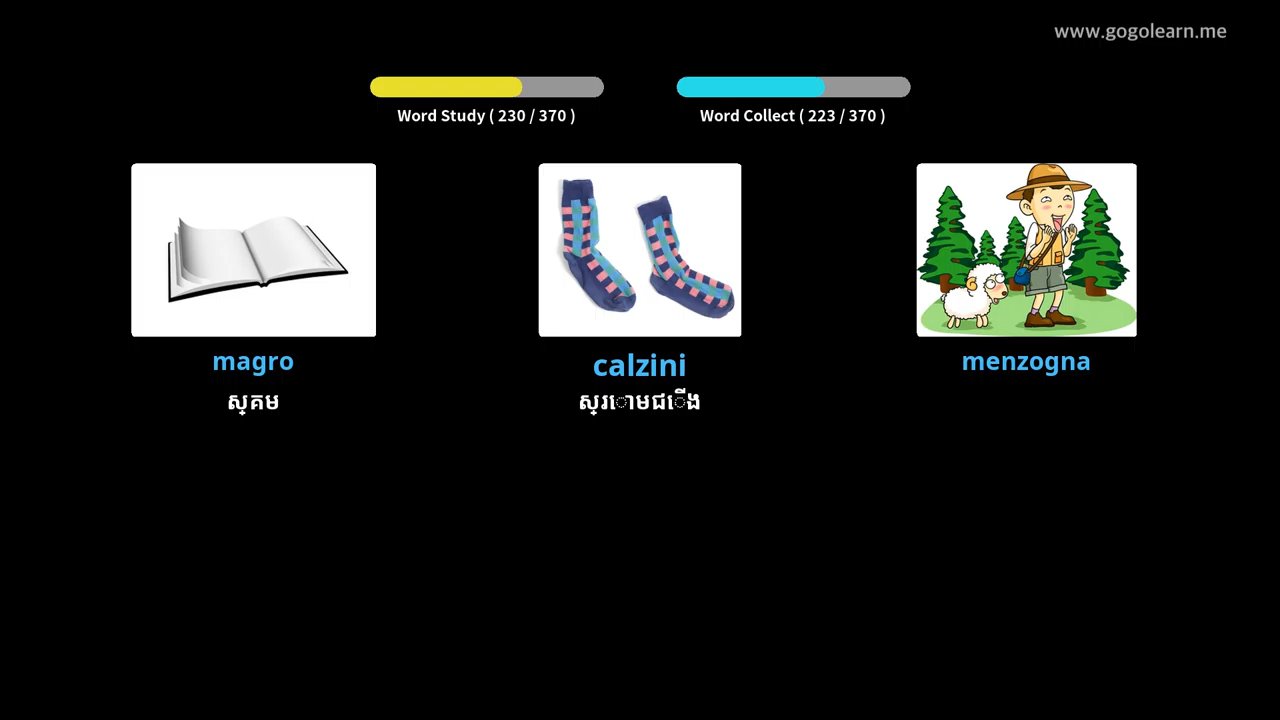 www.gogolearn.me
Word Study ( 230 / 370 )
Word Collect ( 223 / 370 )
magro
calzini
menzogna
ស្គម
ស្រោមជើង